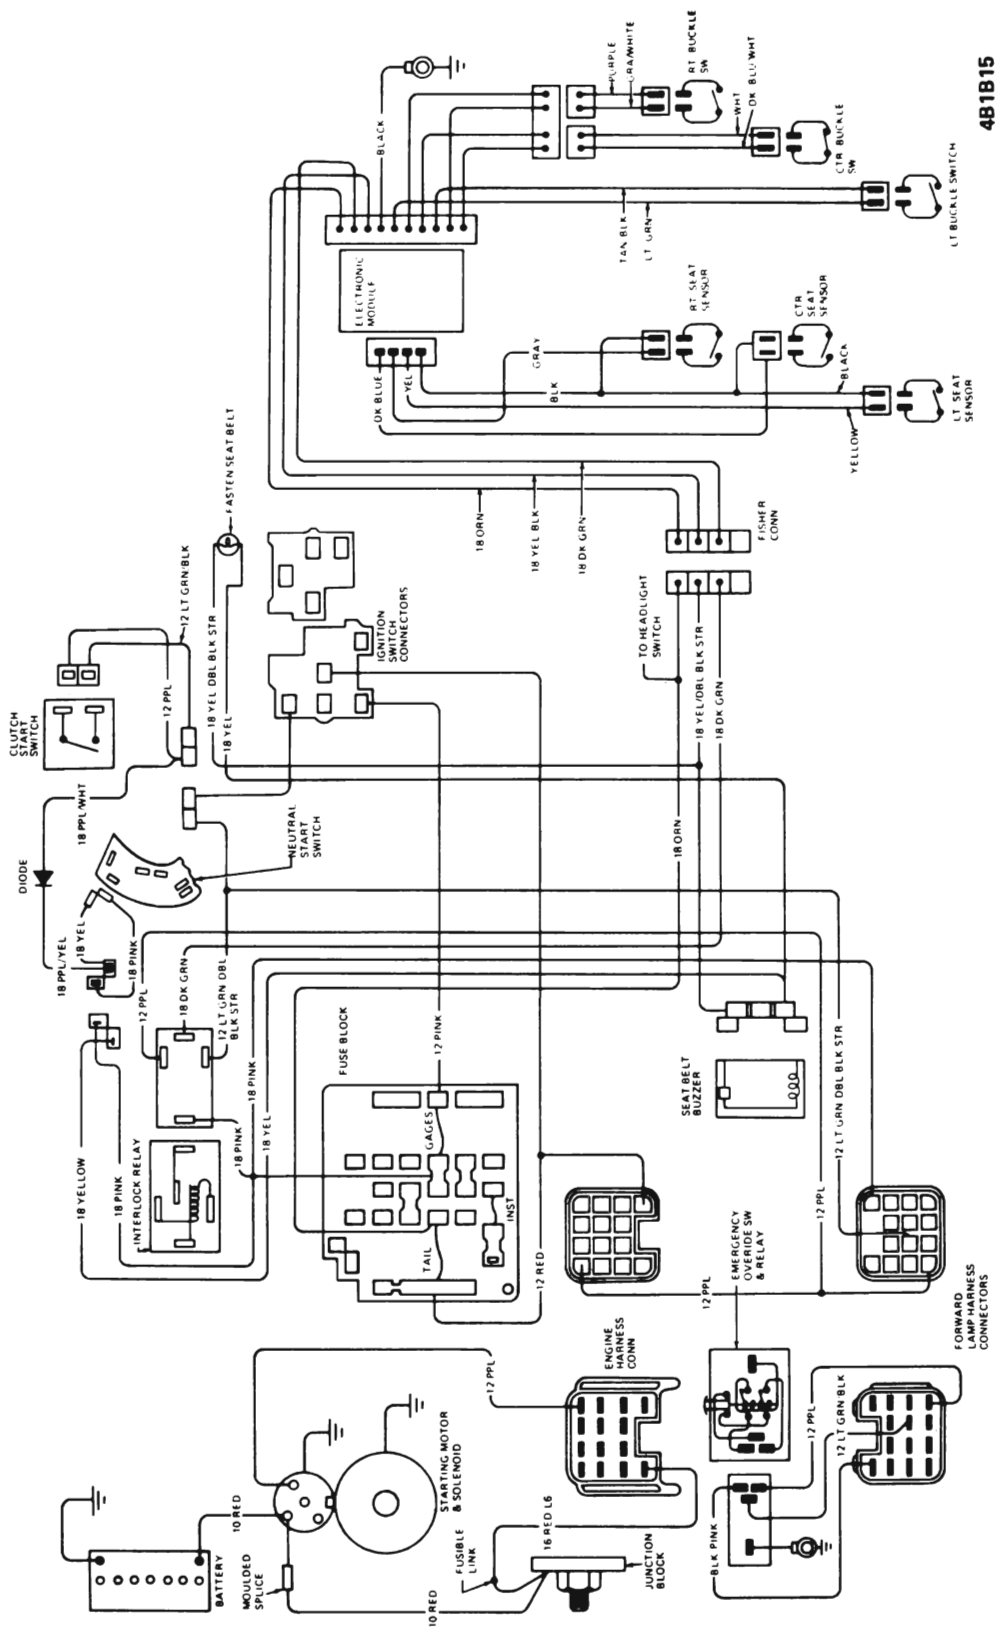 4B1B15
BLACK
PURPLE
GRA/WHITE
RT BUCKLE
SW
WHT
DK BLU WHT
CTR BUCKLE
SW
LT BUCKLE SWITCH
TAN BLK
LT GRN
ELECTRONIC
MODULE
RT SEAT
SENSOR
CTR
SEAT
SENSOR
LT SEAT
SENSOR
DK BLUE
YEL
GRAY
BLK
BLACK
YELLOW
FASTEN SEAT BELT
18 ORN
18 YEL BLK
18 DK GRN
FISHER
CONN
12 LT GRN/BLK
12 PPL
CLUTCH
START
SWITCH
18 YEL DBL BLK STR
18 YEL
IGNITION
SWITCH
CONNECTORS
TO HEADLIGHT
SWITCH
18 YEL/DBL BLK STR
18 DK GRN
18 ORN
18 PPL/WHT
DIODE
NEUTRAL
START
SWITCH
18 PPL/YEL
18 YEL
18 PINK
12 PPL
18 DK GRN
12 LT GRN DBL
BLK STR
18 PINK
FUSE BLOCK
12 PINK
18 PINK
18 YEL
18 YELLOW
18 PINK
INTERLOCK RELAY
GAGES
TAIL
INST
12 RED
SEAT BELT
BUZZER
12 LT GRN DBL BLK STR
12 PPL
12 PPL
EMERGENCY
OVERRIDE SW
& RELAY
FORWARD
LAMP HARNESS
CONNECTORS
ENGINE
HARNESS
CONN
12 PPL
12 PPL
12 LT GRN/BLK
BLK PINK
STARTING MOTOR
& SOLENOID
10 RED
BATTERY
MOULDED
SPLICE
10 RED
FUSIBLE
LINK
16 RED L6
JUNCTION
BLOCK